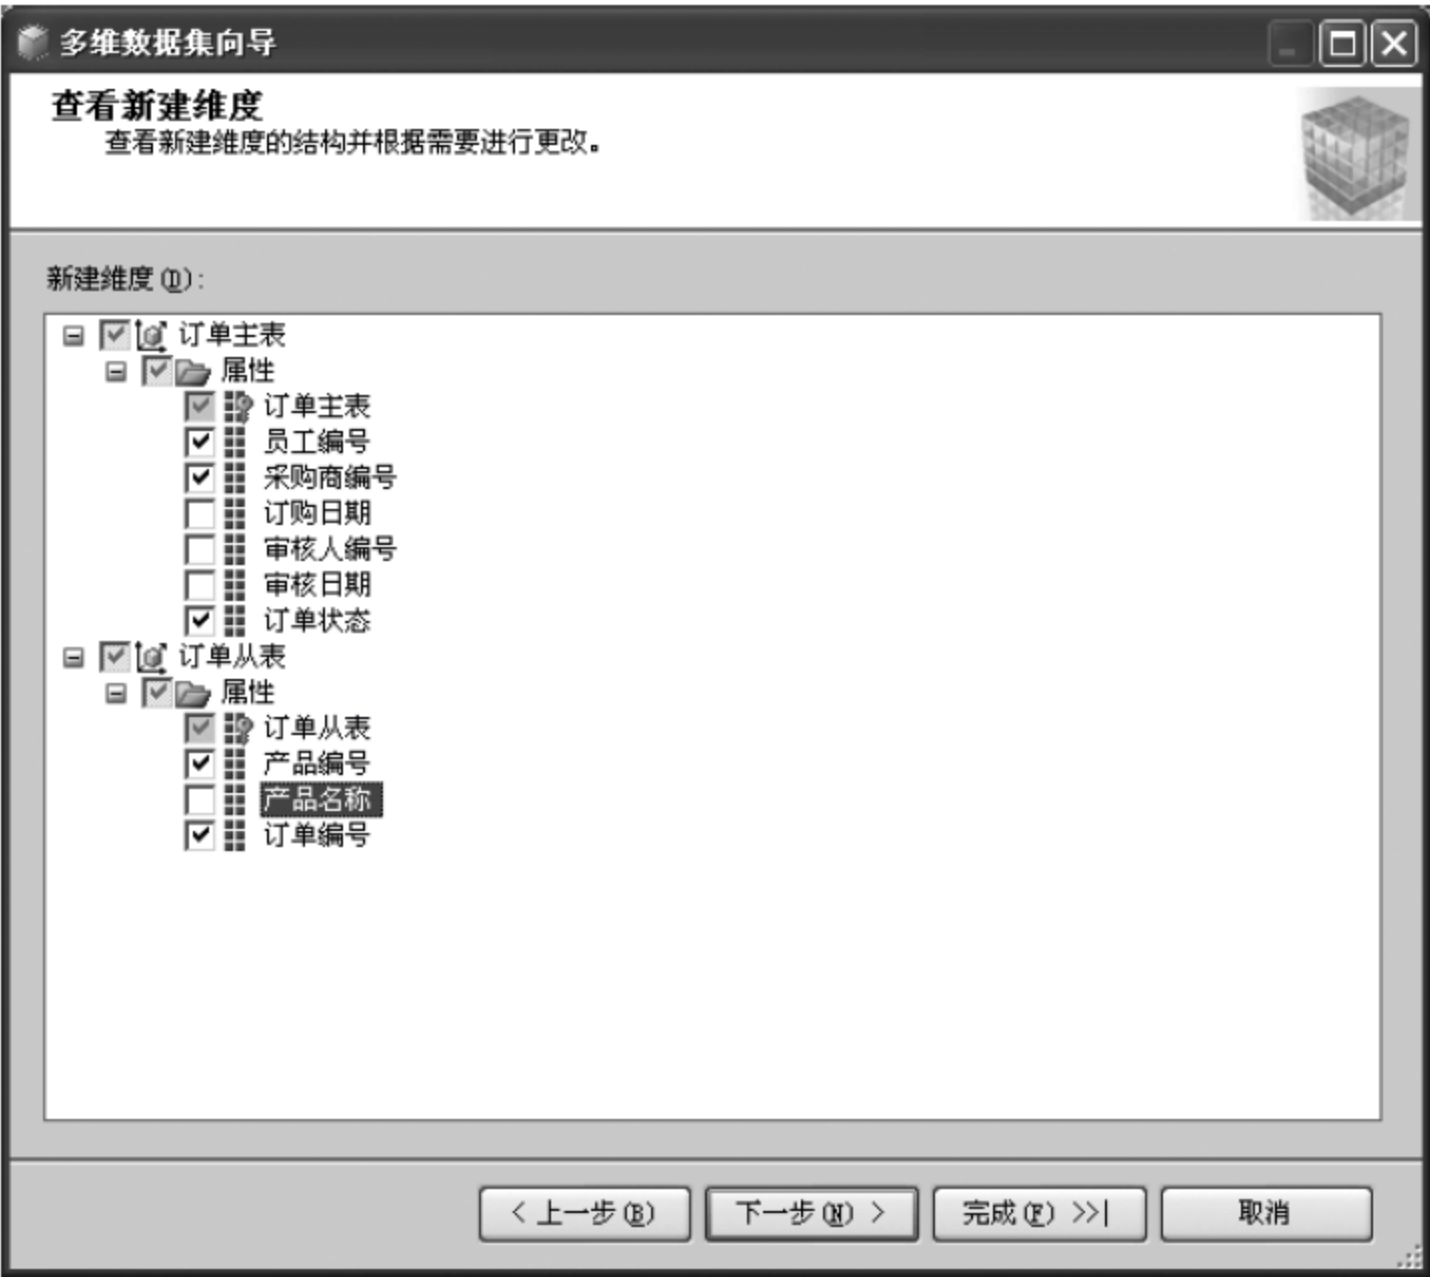 多维数据集向导
查看新建维度
查看新建维度的结构并根据需要进行更改。
新建维度(D):
订单主表
属性
订单主表
员工编号
采购商编号
订购日期
审核人编号
审核日期
订单状态
订单从表
属性
订单从表
产品编号
产品名称
订单编号
< 上一步(B)
下一步(N) >
完成(F) >>|
取消